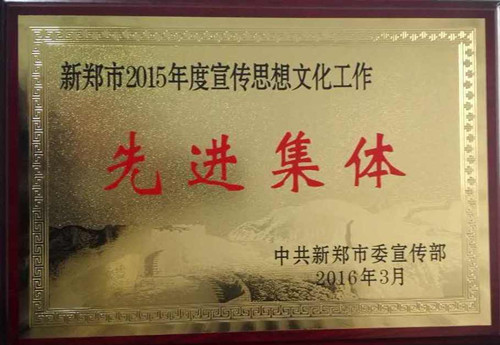 新郑市2015年度宣传思想文化工作
先进集体
中共新郑市委宣传部
2016年3月